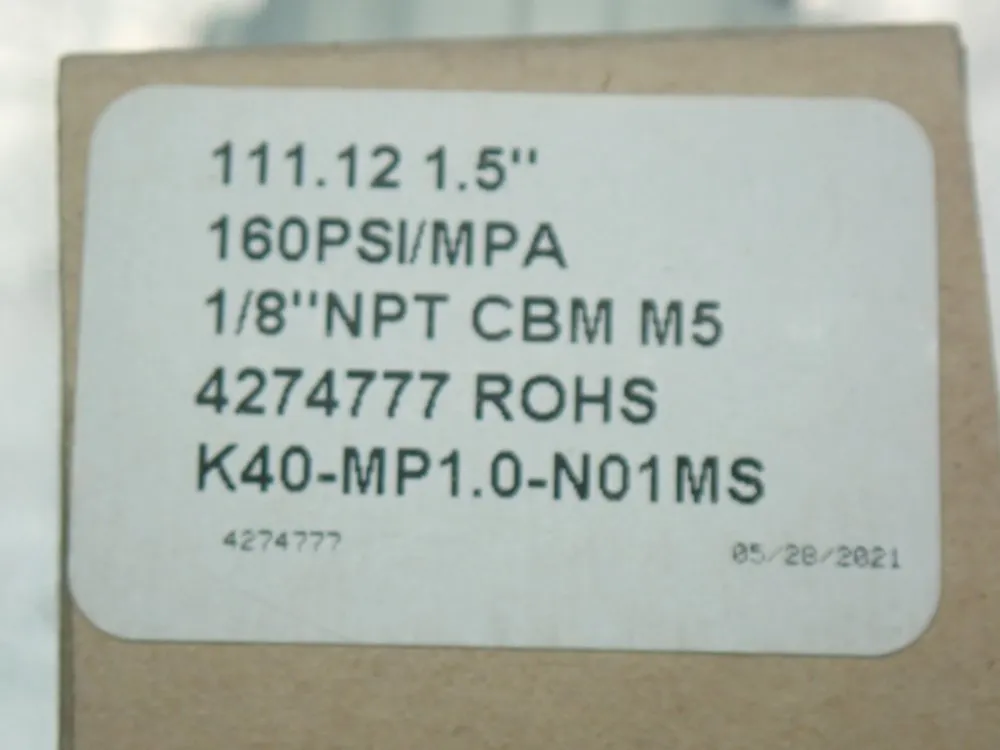 111.12 1.5"
160PSI/MPA
1/8"NPT CBM M5
4274777 ROHS
K40-MP1.0-N01MS
4274777
05/28/2021